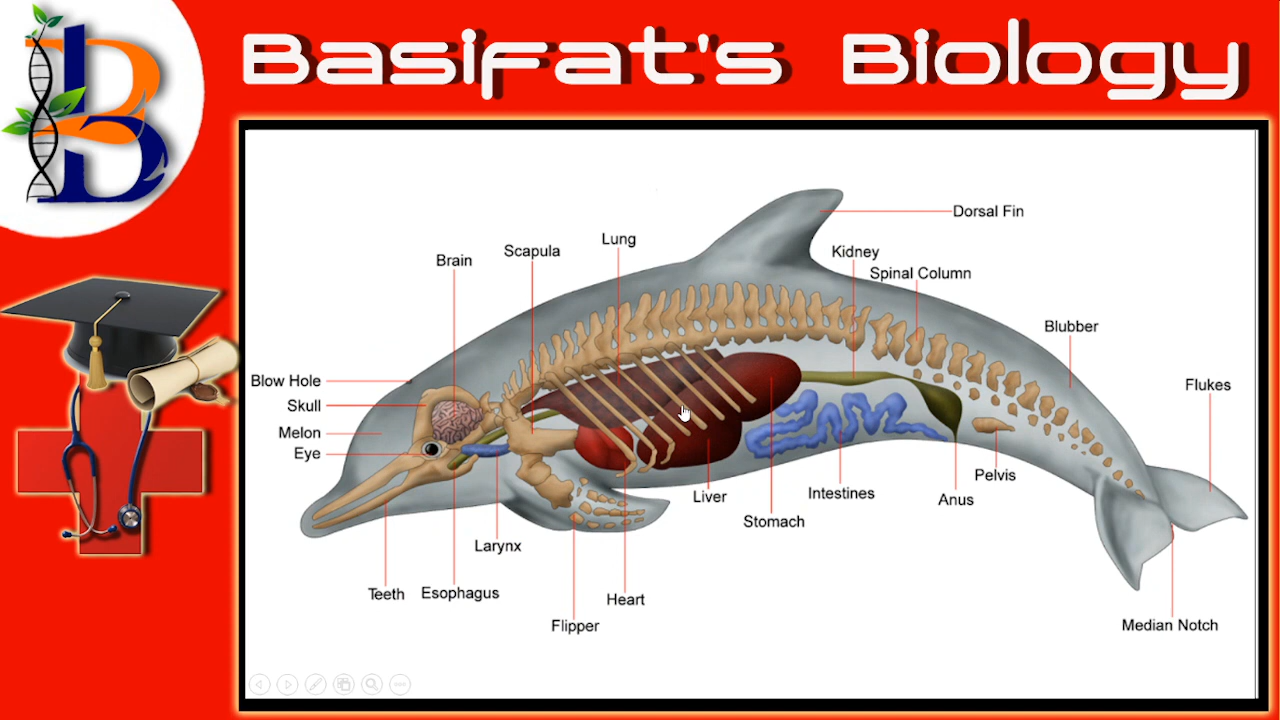 Basifat's Biology
Dorsal Fin
Lung
Scapula
Kidney
Brain
Spinal Column
Blubber
Blow Hole
Flukes
Skull
Melon
Eye
Pelvis
Liver
Intestines
Anus
Stomach
Larynx
Teeth
Esophagus
Heart
Flipper
Median Notch